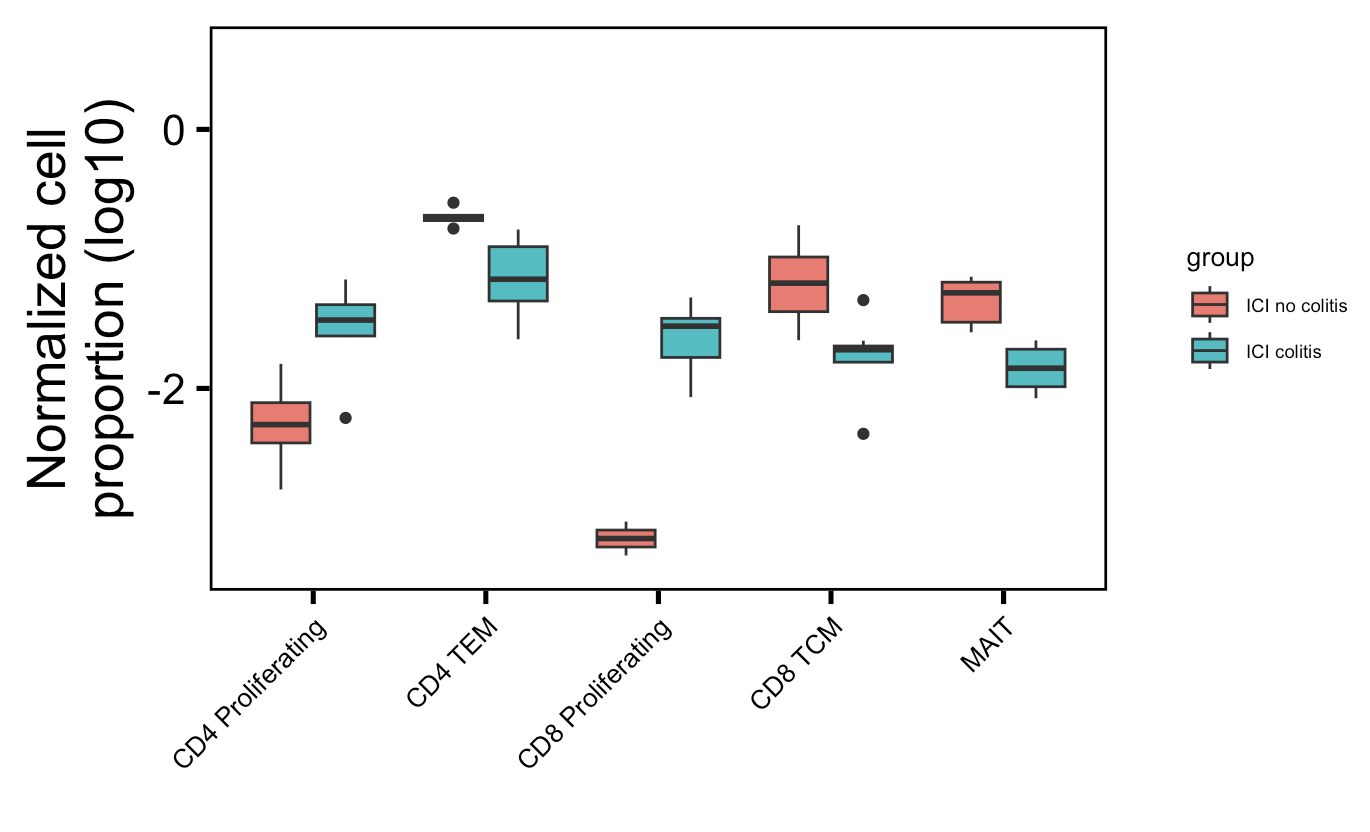 Normalized cell
proportion (log10)
0
-2
CD4 Proliferating
CD4 TEM
CD8 Proliferating
CD8 TCM
MAIT
group
ICI no colitis
ICI colitis